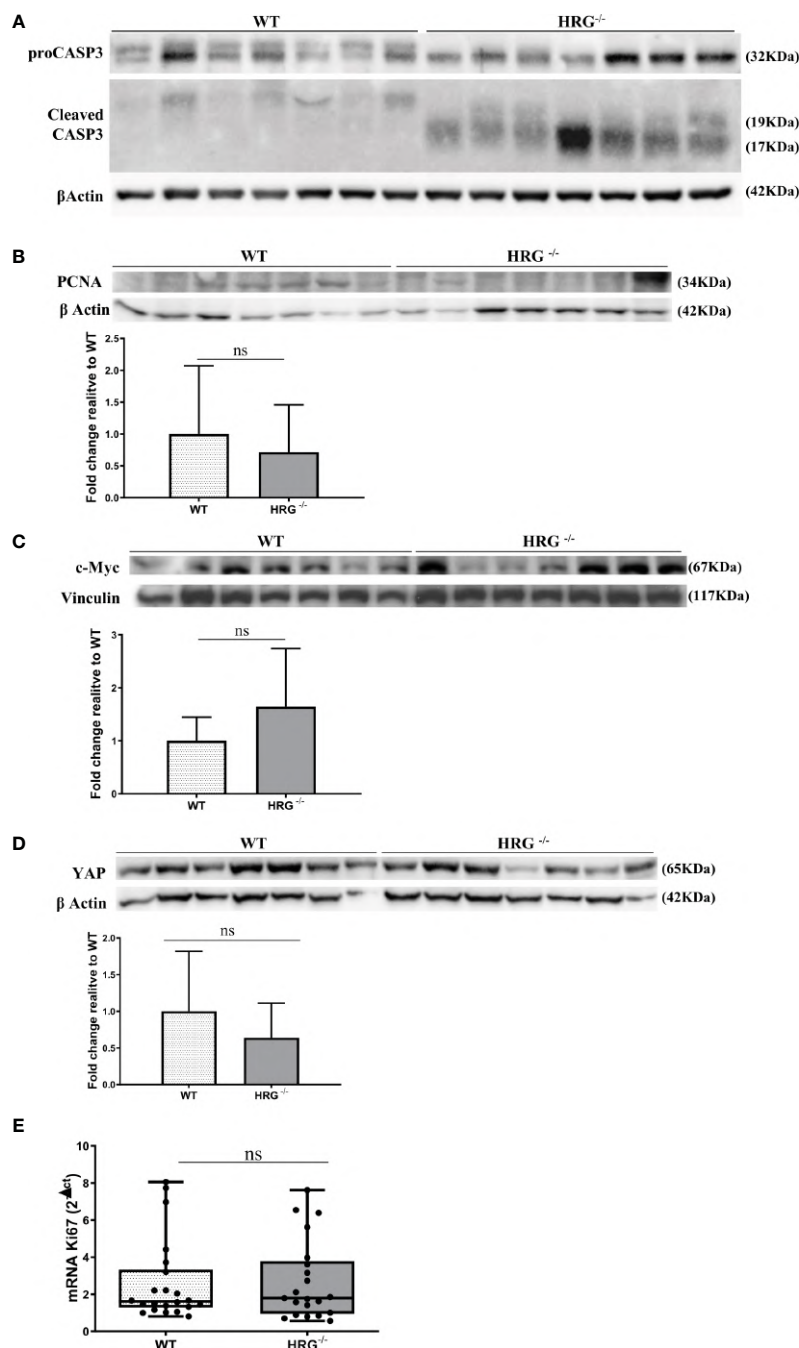 A
WT HRG-/-
proCASP3 (32KDa)
Cleaved CASP3 (19KDa)
(17KDa)
βActin (42KDa)
B
WT HRG -/-
PCNA (34KDa)
β Actin (42KDa)
Fold change realitve to WT
2.5
2.0
1.5
1.0
0.5
0.0
ns
WT HRG-/-
C
WT HRG -/-
c-Myc (67KDa)
Vinculin (117KDa)
Fold change realitve to WT
3
2
1
0
ns
WT HRG-/-
D
WT HRG -/-
YAP (65KDa)
β Actin (42KDa)
Fold change realitve to WT
2.0
1.5
1.0
0.5
0.0
ns
WT HRG-/-
E
mRNA Ki67 (2-▲ct)
10
8
6
4
2
0
ns
WT HRG-/-